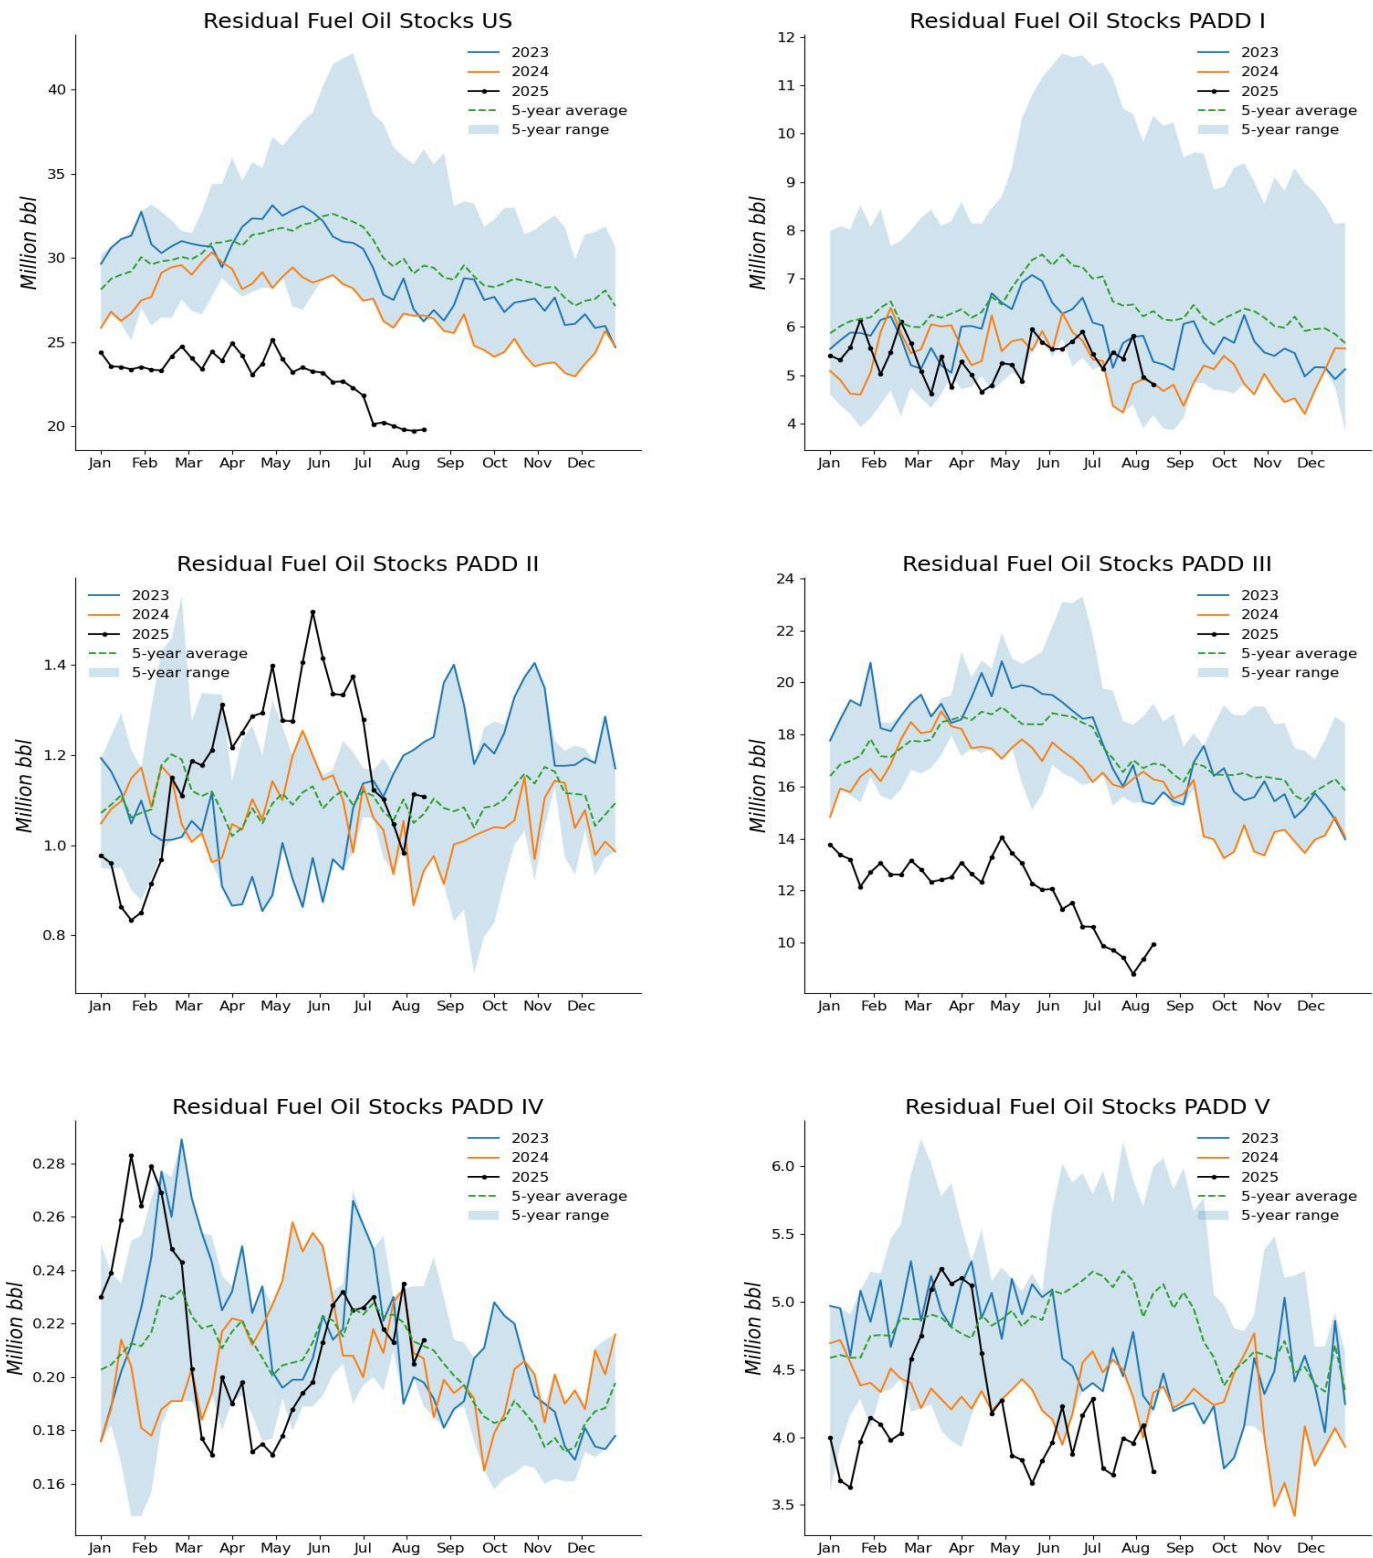 Residual Fuel Oil Stocks US
Million bbl
40
35
30
25
20
2023
2024
2025
5-year average
5-year range
Jan Feb Mar Apr May Jun Jul Aug Sep Oct Nov Dec
Residual Fuel Oil Stocks PADD I
Million bbl
12
11
10
9
8
7
6
5
4
2023
2024
2025
5-year average
5-year range
Jan Feb Mar Apr May Jun Jul Aug Sep Oct Nov Dec
Residual Fuel Oil Stocks PADD II
Million bbl
1.4
1.2
1.0
0.8
2023
2024
2025
5-year average
5-year range
Jan Feb Mar Apr May Jun Jul Aug Sep Oct Nov Dec
Residual Fuel Oil Stocks PADD III
Million bbl
24
22
20
18
16
14
12
10
2023
2024
2025
5-year average
5-year range
Jan Feb Mar Apr May Jun Jul Aug Sep Oct Nov Dec
Residual Fuel Oil Stocks PADD IV
Million bbl
0.28
0.26
0.24
0.22
0.20
0.18
0.16
2023
2024
2025
5-year average
5-year range
Jan Feb Mar Apr May Jun Jul Aug Sep Oct Nov Dec
Residual Fuel Oil Stocks PADD V
Million bbl
6.0
5.5
5.0
4.5
4.0
3.5
2023
2024
2025
5-year average
5-year range
Jan Feb Mar Apr May Jun Jul Aug Sep Oct Nov Dec